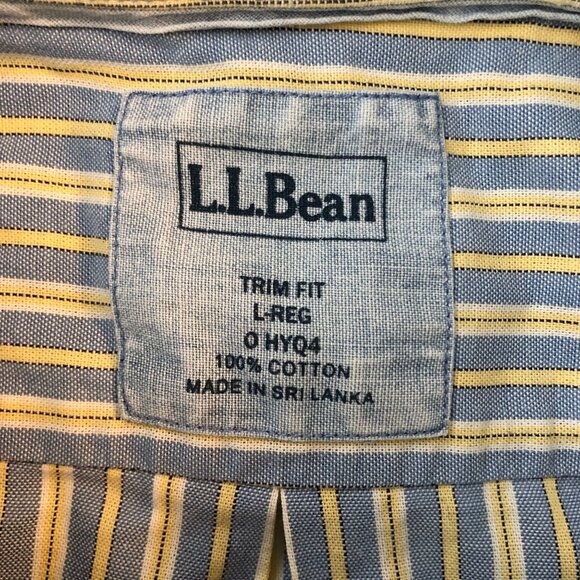 L.L.Bean
TRIM FIT
L-REG
0 HYQ4
100% COTTON
MADE IN SRI LANKA